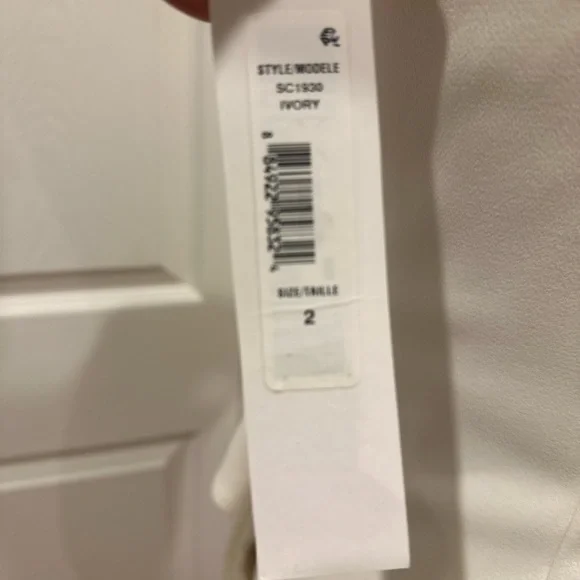 STYLE/MODELE
SC1930
IVORY
SIZE/TAILLE
2